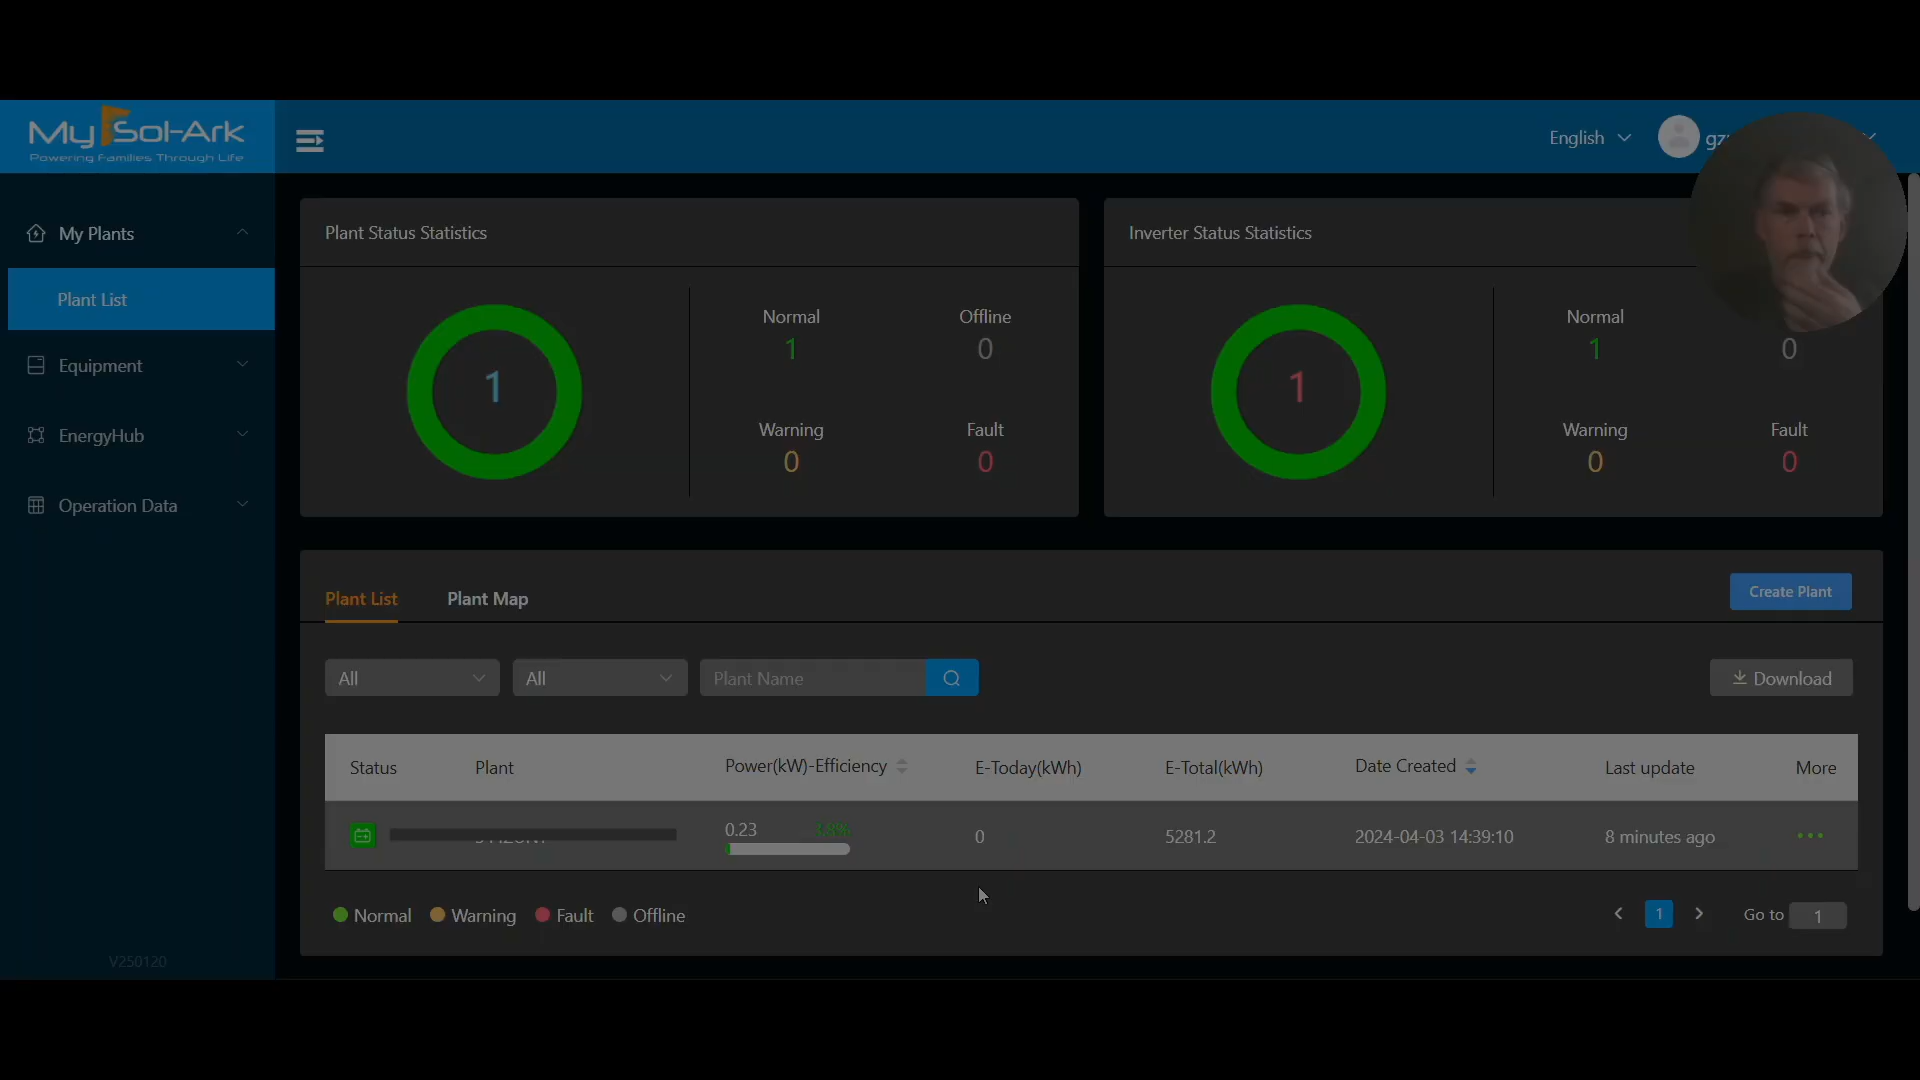 My Sol-Ark
Powering Families Through Life
English
My Plants
Plant List
Equipment
EnergyHub
Operation Data
V250120
Plant Status Statistics
1
Normal
1
Offline
0
Warning
0
Fault
0
Inverter Status Statistics
1
Normal
1
0
Warning
0
Fault
0
Plant List Plant Map
Create Plant
All All Plant Name
Download
Status Plant Power(kW)-Efficiency E-Today(kWh) E-Total(kWh) Date Created Last update More
0.23 3.8% 0 5281.2 2024-04-03 14:39:10 8 minutes ago
Normal Warning Fault Offline
1 Go to 1